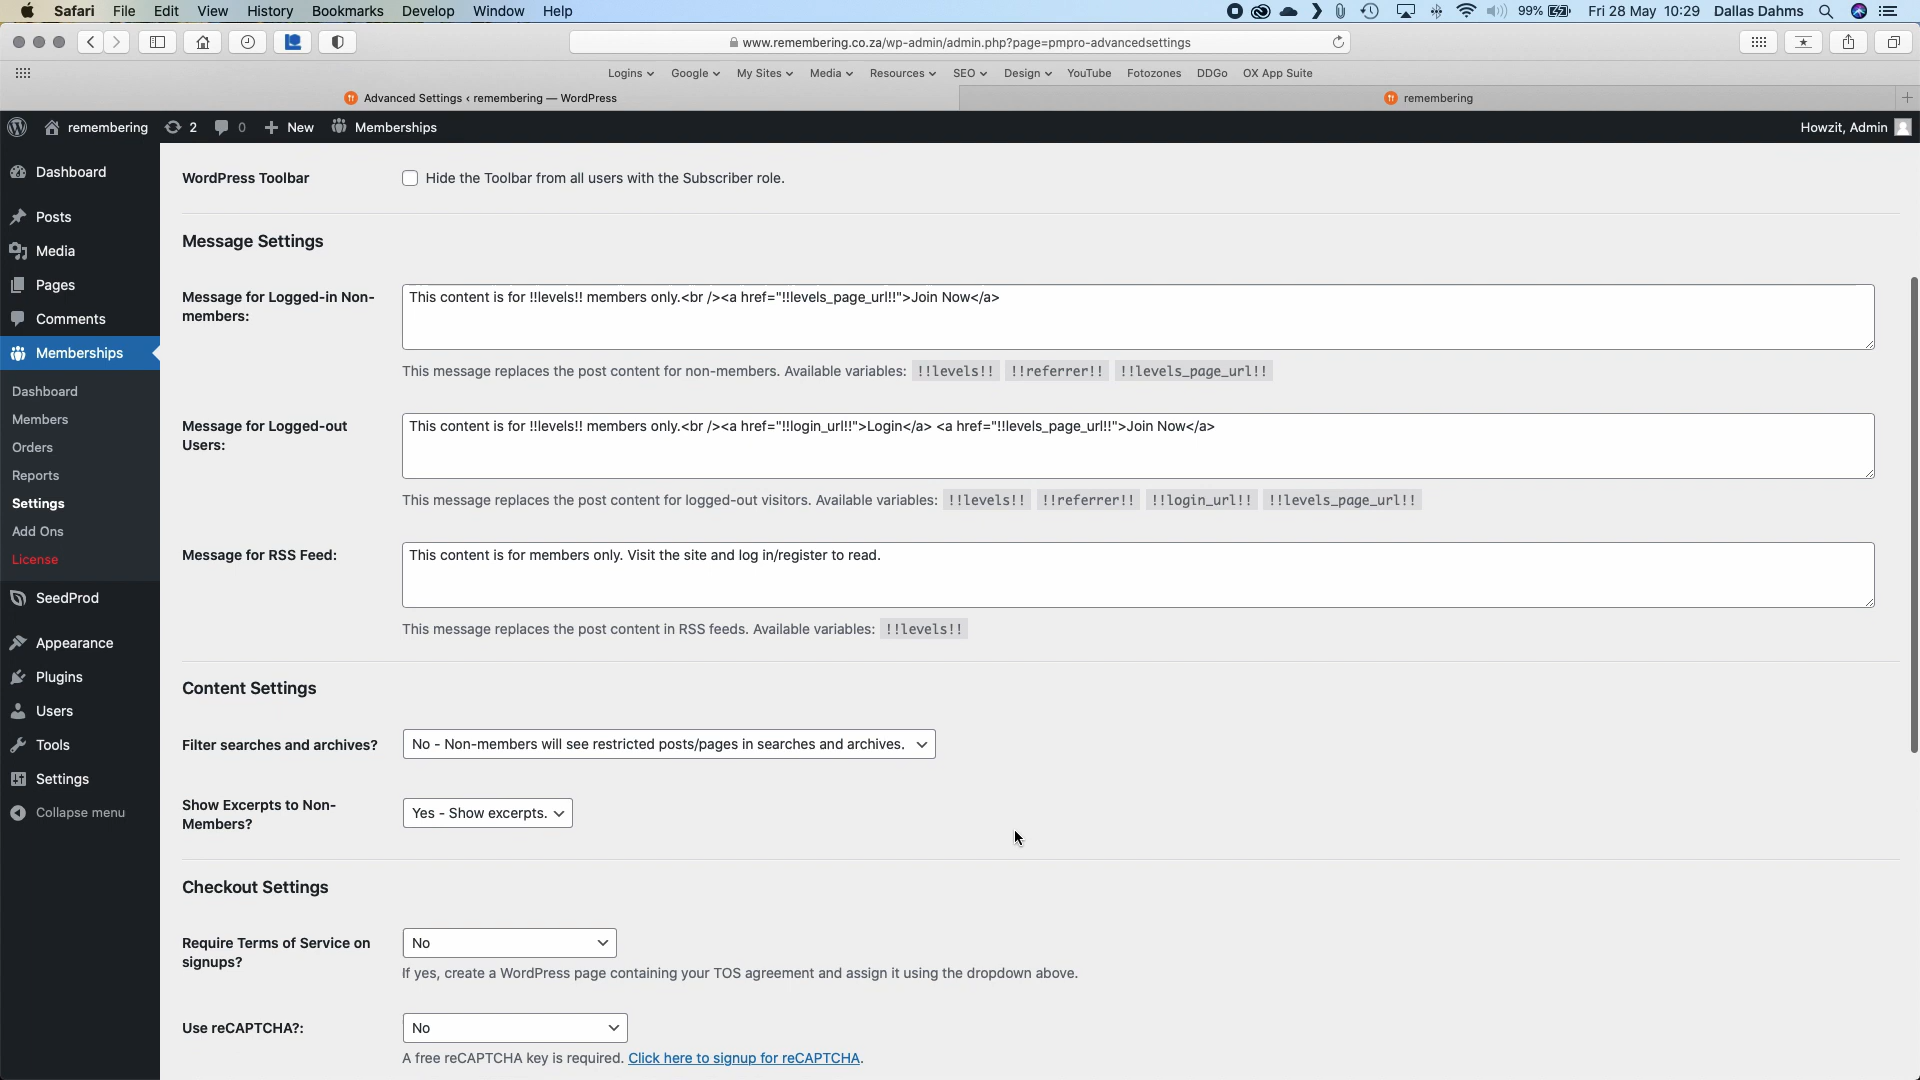 Safari File Edit View History Bookmarks Develop Window Help 99% Fri 28 May 10:29 Dallas Dahms
www.remembering.co.za/wp-admin/admin.php?page=pmpro-advancedsettings
Logins Google My Sites Media Resources SEO Design YouTube Fotozones DDGo OX App Suite
Advanced Settings ‹ remembering — WordPress
remembering
remembering 2 0 New Memberships
Howzit, Admin
Dashboard
Posts
Media
Pages
Comments
Memberships
Dashboard
Members
Orders
Reports
Settings
Add Ons
License
SeedProd
Appearance
Plugins
Users
Tools
Settings
Collapse menu
WordPress Toolbar
Hide the Toolbar from all users with the Subscriber role.
Message Settings
Message for Logged-in Non-
members:
This content is for !!levels!! members only.<br /><a href="!!levels_page_url!!">Join Now</a>
This message replaces the post content for non-members. Available variables: !!levels!! !!referrer!! !!levels_page_url!!
Message for Logged-out
Users:
This content is for !!levels!! members only.<br /><a href="!!login_url!!">Login</a> <a href="!!levels_page_url!!">Join Now</a>
This message replaces the post content for logged-out visitors. Available variables: !!levels!! !!referrer!! !!login_url!! !!levels_page_url!!
Message for RSS Feed:
This content is for members only. Visit the site and log in/register to read.
This message replaces the post content in RSS feeds. Available variables: !!levels!!
Content Settings
Filter searches and archives?
No - Non-members will see restricted posts/pages in searches and archives.
Show Excerpts to Non-
Members?
Yes - Show excerpts.
Checkout Settings
Require Terms of Service on
signups?
No
If yes, create a WordPress page containing your TOS agreement and assign it using the dropdown above.
Use reCAPTCHA?:
No
A free reCAPTCHA key is required. Click here to signup for reCAPTCHA.